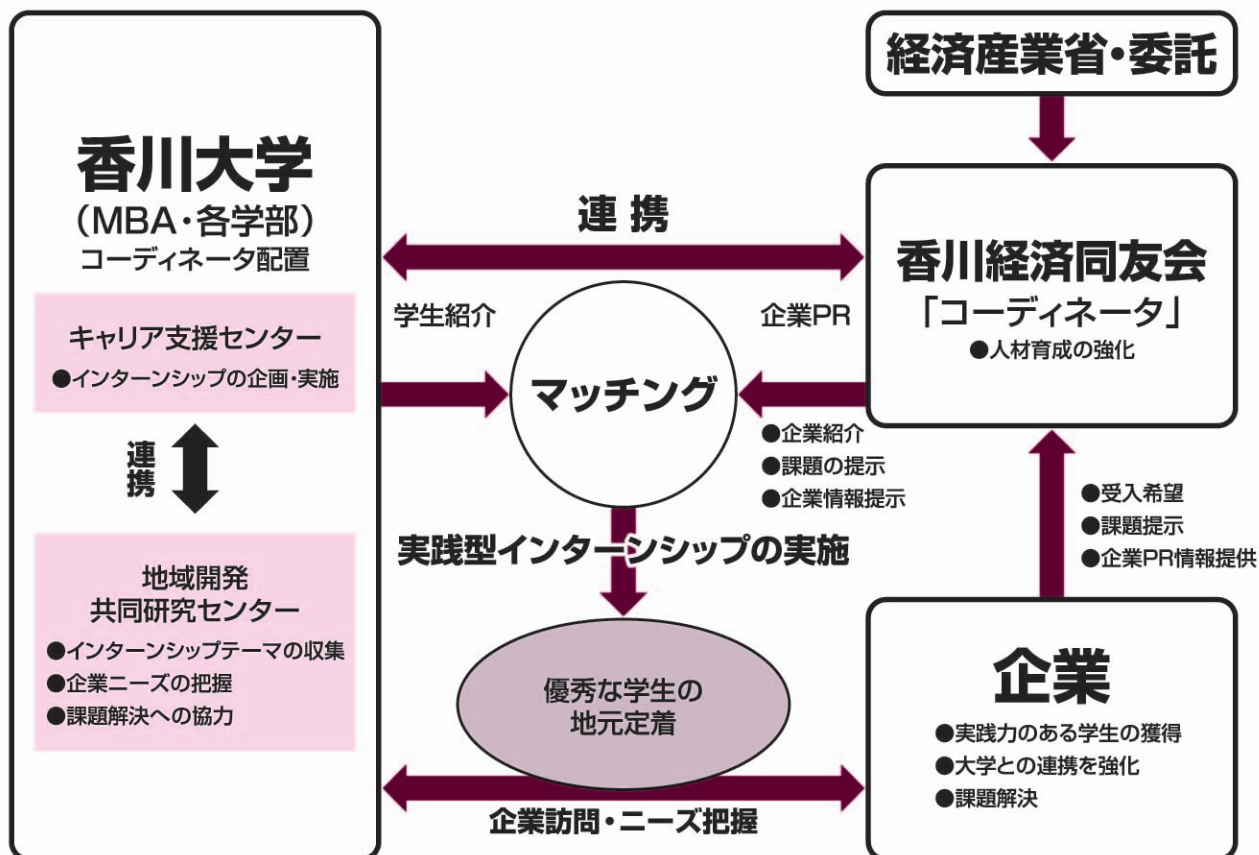 香川大学
(MBA・各学部)
コーディネータ配置
キャリア支援センター
●インターンシップの企画・実施
連携
地域開発
共同研究センター
●インターンシップテーマの収集
●企業ニーズの把握
●課題解決への協力
連 携
学生紹介
企業PR
マッチング
●企業紹介
●課題の提示
●企業情報提示
実践型インターンシップの実施
優秀な学生の
地元定着
企業訪問・ニーズ把握
経済産業省・委託
香川経済同友会
「コーディネータ」
●人材育成の強化
●受入希望
●課題提示
●企業PR情報提供
企業
●実践力のある学生の獲得
●大学との連携を強化
●課題解決